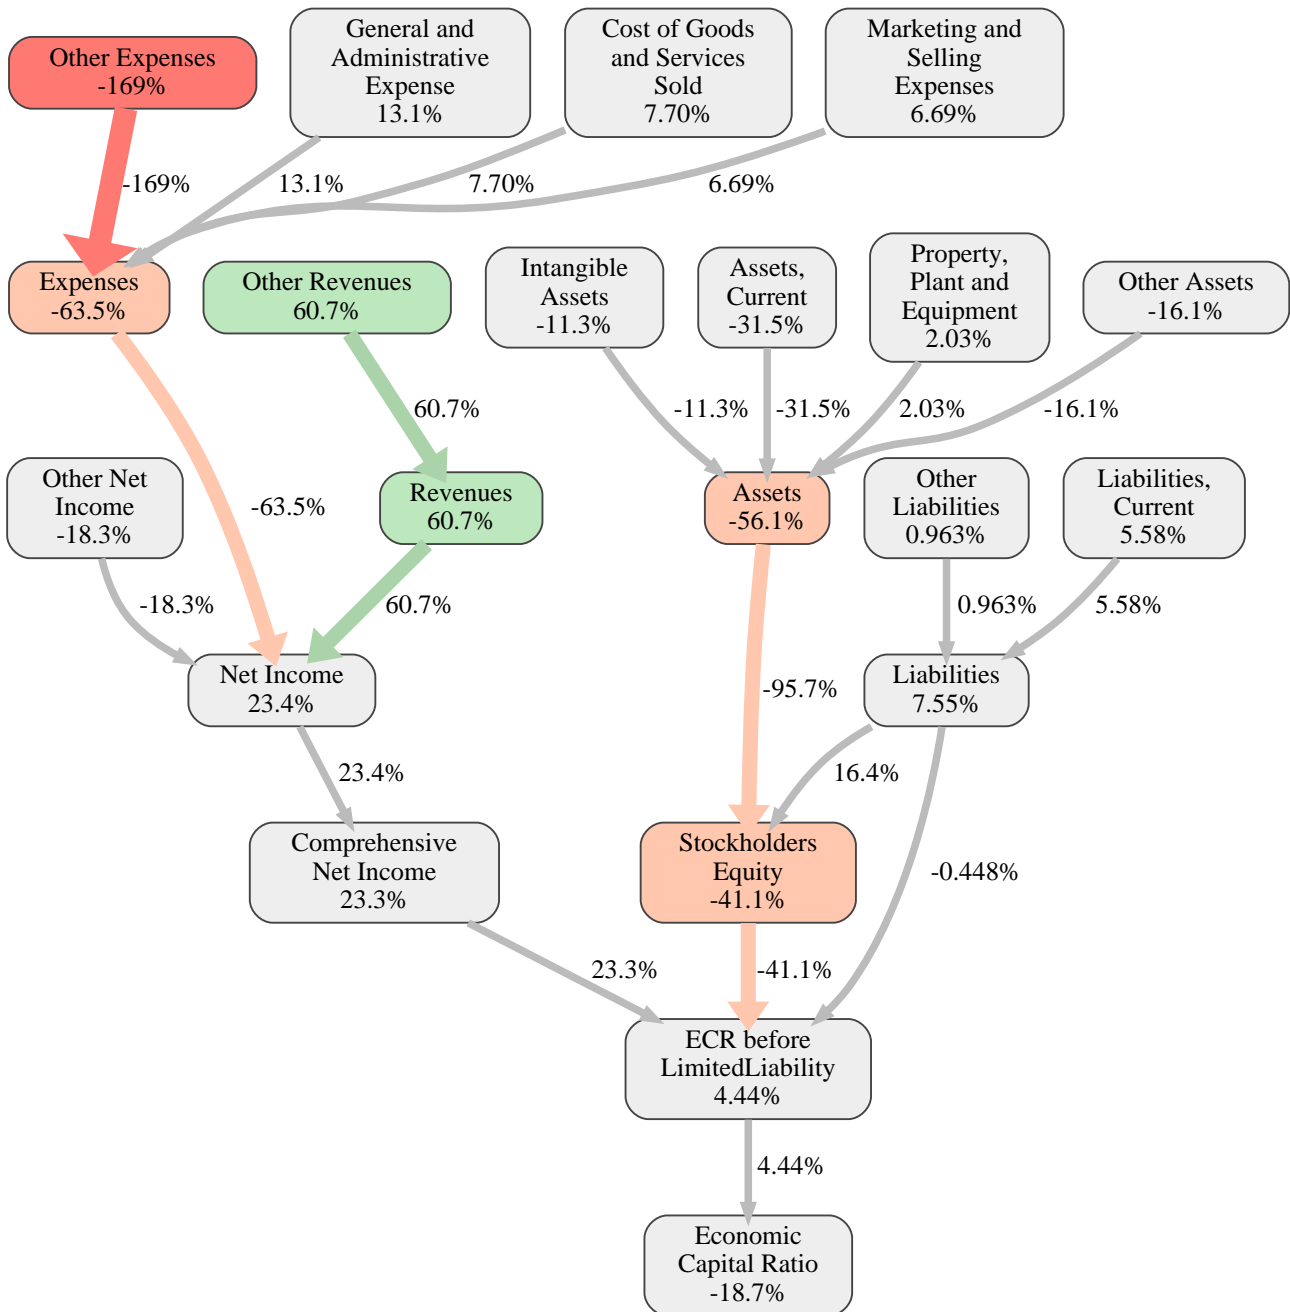 Other Expenses
-169%
General and
Administrative
Expense
13.1%
Cost of Goods
and Services
Sold
7.70%
Marketing and
Selling
Expenses
6.69%
-169%
13.1%
7.70%
6.69%
Expenses
-63.5%
Other Revenues
60.7%
Intangible
Assets
-11.3%
Assets,
Current
-31.5%
Property,
Plant and
Equipment
2.03%
Other Assets
-16.1%
60.7%
-11.3%
-31.5%
2.03%
-16.1%
Other Net
Income
-18.3%
-63.5%
Revenues
60.7%
Assets
-56.1%
Other
Liabilities
0.963%
Liabilities,
Current
5.58%
-18.3%
60.7%
0.963%
5.58%
Net Income
23.4%
-95.7%
Liabilities
7.55%
23.4%
16.4%
Comprehensive
Net Income
23.3%
Stockholders
Equity
-41.1%
-0.448%
23.3%
-41.1%
ECR before
LimitedLiability
4.44%
4.44%
Economic
Capital Ratio
-18.7%